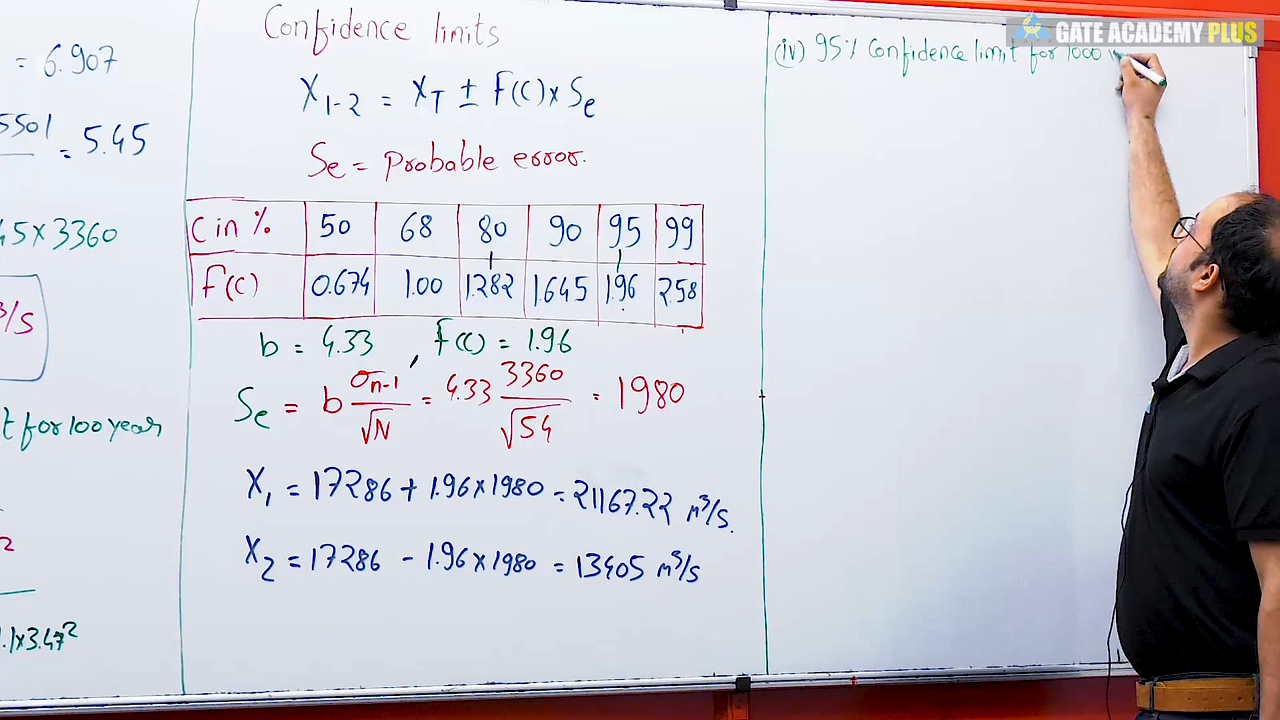 = 6.907
5501
= 5.45
45 x 3360
3/s
t for 100 year
2
.1x3.47²
Confidence limits
X1-2 = XT ± F(C) x Se
Se = Probable error.
C in % 50 68 80 90 95 99
F(C) 0.674 1.00 1.282 1.645 1.96 2.58
b = 4.33 , f(c) = 1.96
Se = b σn-1/√N = 4.33 3360/√54 = 1980
X1 = 17286 + 1.96 x 1980 = 21167.22 m³/s.
X2 = 17286 - 1.96 x 1980 = 13405 m³/s
GATE ACADEMY PLUS
(iv) 95% Confidence limit for 1000